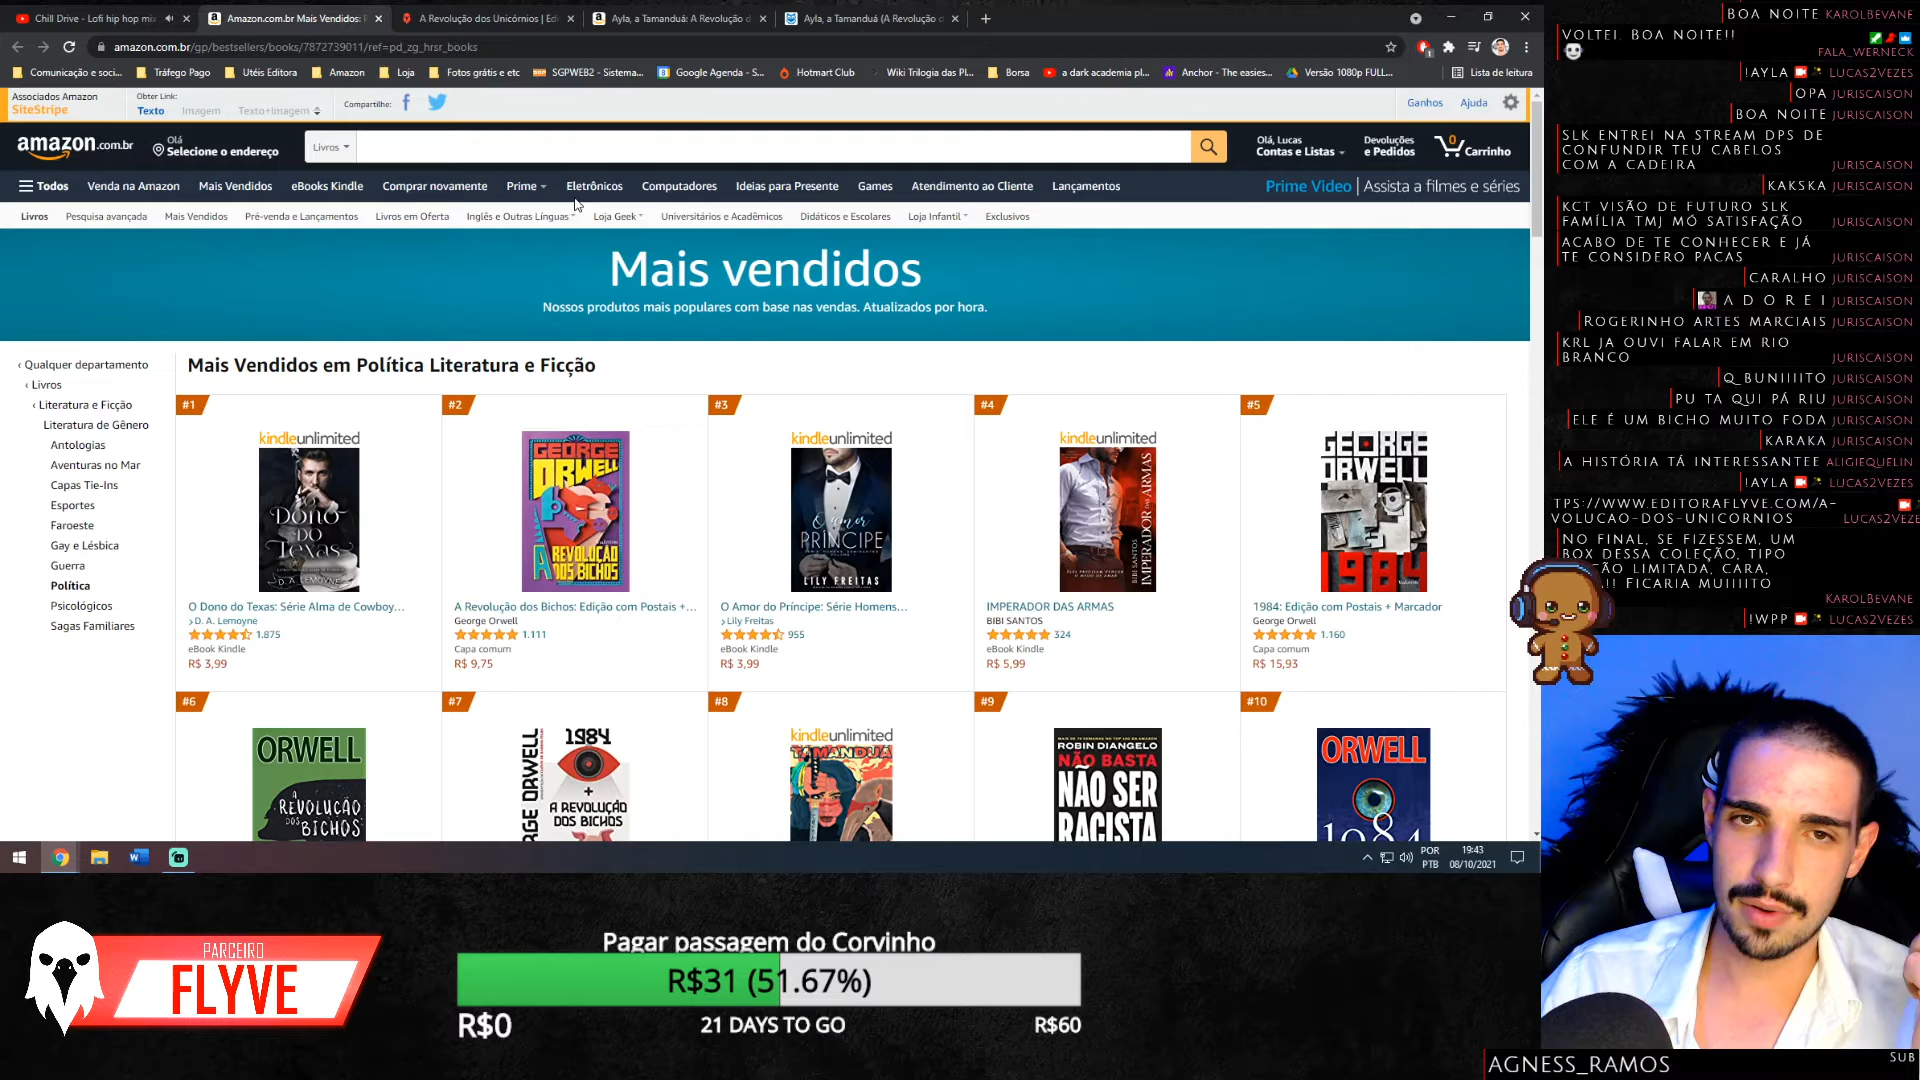 Chill Drive - Lofi hip hop mix
Amazon.com.br Mais Vendidos:
A Revolução dos Unicórnios | Edi
Ayla, a Tamanduá: A Revolução d
Ayla, a Tamanduá (A Revolução d
amazon.com.br/gp/bestsellers/books/7872739011/ref=pd_zg_hrsr_books
Comunicação e soci...
Tráfego Pago
Utéis Editora
Amazon
Loja
Fotos grátis e etc
SGPWEB2 - Sistema...
Google Agenda - S...
Hotmart Club
Wiki Trilogia das Pl...
Borsa
a dark academia pl...
Anchor - The easies...
Versão 1080p FULL...
Lista de leitura
Associados Amazon
SiteStripe
Obter Link:
Texto
Imagem
Texto+Imagem
Compartilhe:
Ganhos
Ajuda
amazon.com.br
Olá
Selecione o endereço
Livros
Olá, Lucas
Contas e Listas
Devoluções
e Pedidos
0
Carrinho
Todos
Venda na Amazon
Mais Vendidos
eBooks Kindle
Comprar novamente
Prime
Eletrônicos
Computadores
Ideias para Presente
Games
Atendimento ao Cliente
Lançamentos
Prime Video | Assista a filmes e séries
Livros
Pesquisa avançada
Mais Vendidos
Pré-venda e Lançamentos
Livros em Oferta
Inglês e Outras Línguas
Loja Geek
Universitários e Acadêmicos
Didáticos e Escolares
Loja Infantil
Exclusivos
Mais vendidos
Nossos produtos mais populares com base nas vendas. Atualizados por hora.
‹ Qualquer departamento
‹ Livros
‹ Literatura e Ficção
Literatura de Gênero
Antologias
Aventuras no Mar
Capas Tie-Ins
Esportes
Faroeste
Gay e Lésbica
Guerra
Política
Psicológicos
Sagas Familiares
Mais Vendidos em Política Literatura e Ficção
#1
kindleunlimited
DONO DO TEXAS
D. A. LEMOYNE
O Dono do Texas: Série Alma de Cowboy...
› D. A. Lemoyne
1.875
eBook Kindle
R$ 3,99
#2
GEORGE
ORWELL
A REVOLUÇÃO
DOS BICHOS
A Revolução dos Bichos: Edição com Postais +...
George Orwell
1.111
Capa comum
R$ 9,75
#3
kindleunlimited
O amor do
PRÍNCIPE
LILY FREITAS
O Amor do Príncipe: Série Homens...
› Lily Freitas
955
eBook Kindle
R$ 3,99
#4
kindleunlimited
BIBI SANTOS
IMPERADOR DAS ARMAS
IMPERADOR DAS ARMAS
BIBI SANTOS
324
eBook Kindle
R$ 5,99
#5
GEORGE
ORWELL
1984
1984: Edição com Postais + Marcador
George Orwell
1.160
Capa comum
R$ 15,93
#6
ORWELL
A REVOLUÇÃO
DOS BICHOS
#7
GEORGE ORWELL
1984
+
A REVOLUÇÃO
DOS BICHOS
#8
kindleunlimited
TAMANDUÁ
#9
ROBIN DIANGELO
NÃO BASTA
NÃO SER
RACISTA
#10
ORWELL
1984
POR
PTB
19:43
08/10/2021
PARCEIRO
FLYVE
Pagar passagem do Corvinho
R$31 (51.67%)
R$0
21 DAYS TO GO
R$60
BOA NOITE KAROLBEVANE
VOLTEI. BOA NOITE!!
FALA_WERNECK
!AYLA LUCAS2VEZES
OPA JURISCAISON
BOA NOITE JURISCAISON
SLK ENTREI NA STREAM DPS DE
CONFUNDIR TEU CABELOS
COM A CADEIRA JURISCAISON
KAKSKA JURISCAISON
KCT VISÃO DE FUTURO SLK
FAMÍLIA TMJ MÓ SATISFAÇÃO JURISCAISON
ACABO DE TE CONHECER E JÁ
TE CONSIDERO PACAS JURISCAISON
CARALHO JURISCAISON
A D O R E I JURISCAISON
ROGERINHO ARTES MARCIAIS JURISCAISON
KRL JA OUVI FALAR EM RIO
BRANCO JURISCAISON
Q BUNIIIITO JURISCAISON
PU TA QUI PÁ RIU JURISCAISON
ELE É UM BICHO MUITO FODA JURISCAISON
KARAKA JURISCAISON
A HISTÓRIA TÁ INTERESSANTEE ALIGIEQUELIN
!AYLA LUCAS2VEZES
TPS://WWW.EDITORAFLYVE.COM/A-
VOLUCAO-DOS-UNICORNIOS LUCAS2VEZE
NO FINAL, SE FIZESSEM, UM
BOX DESSA COLEÇÃO, TIPO
ÇÃO LIMITADA, CARA,
!! FICARIA MUIIIITO
KAROLBEVANE
!WPP LUCAS2VEZES
AGNESS_RAMOS
SUB